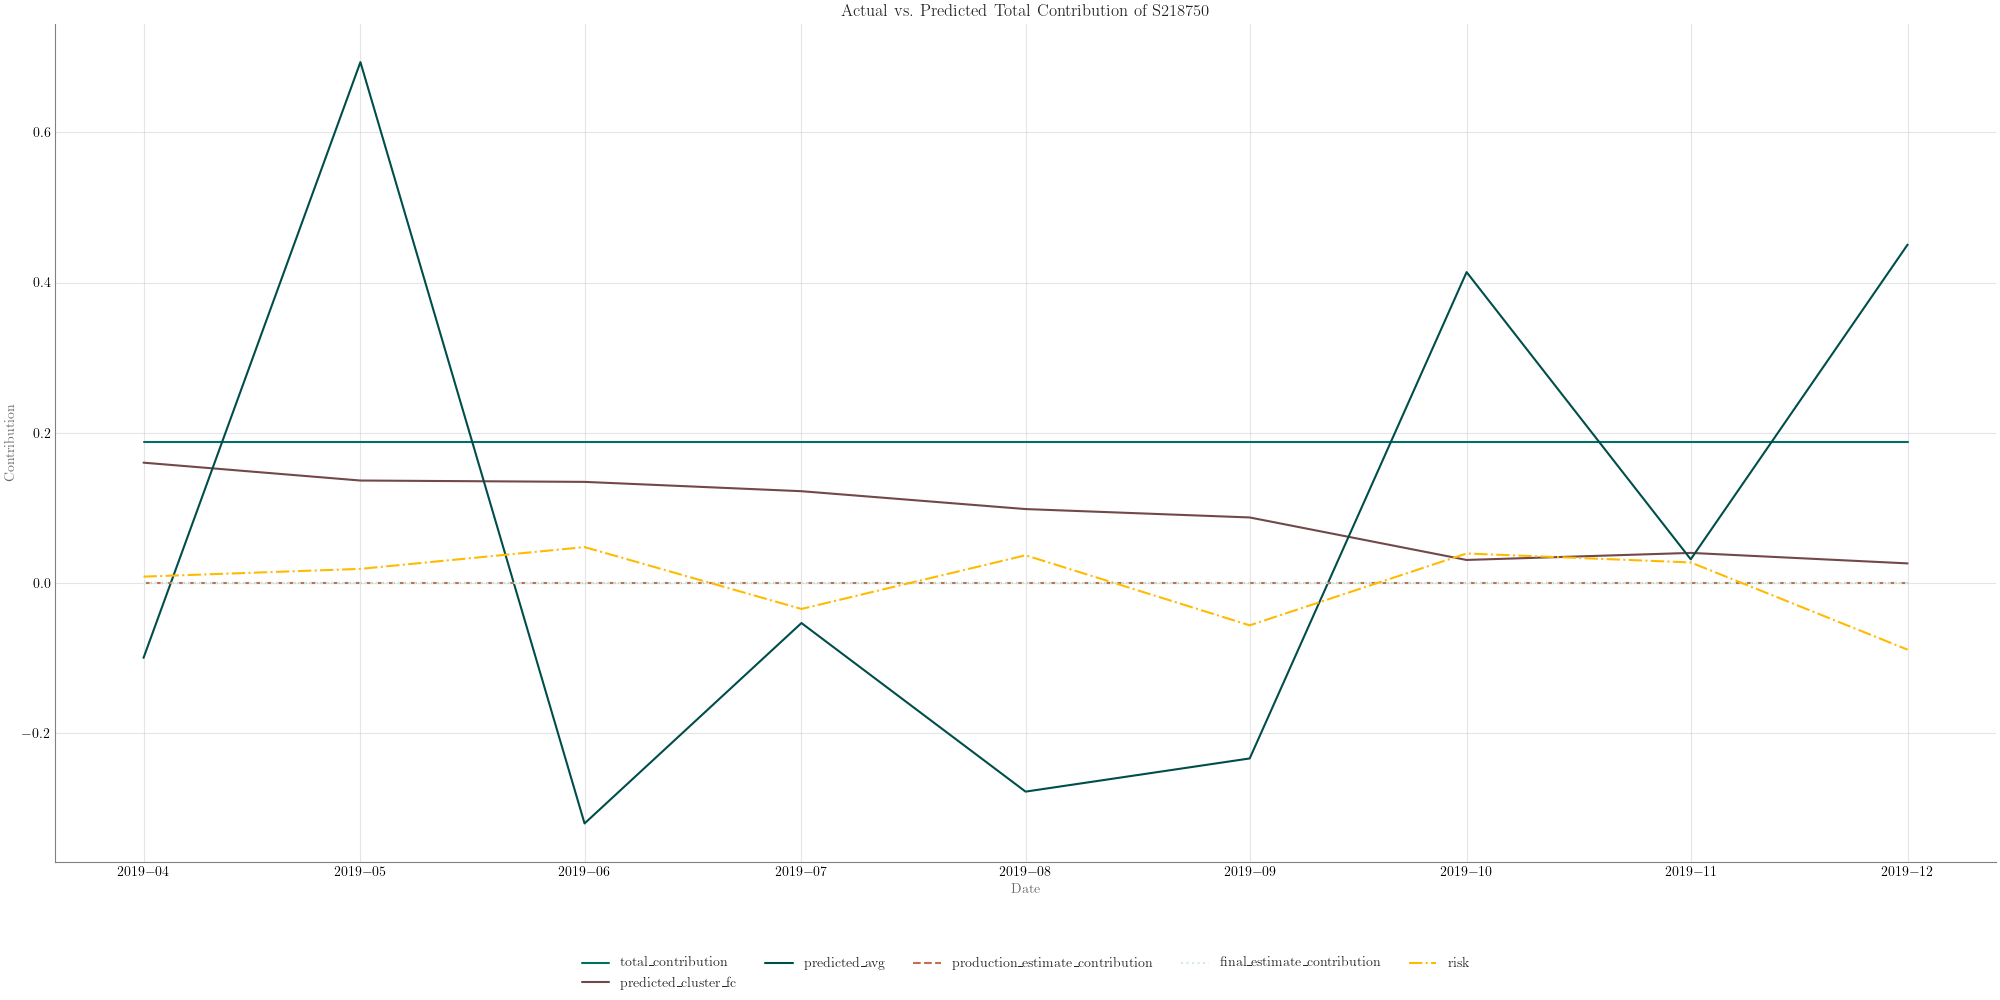 Actual vs. Predicted Total Contribution of S218750
Contribution
0.6
0.4
0.2
0.0
−0.2
2019−04 2019−05 2019−06 2019−07 2019−08 2019−09 2019−10 2019−11 2019−12
Date
total_contribution predicted_avg production_estimate_contribution final_estimate_contribution risk
predicted_cluster_fc